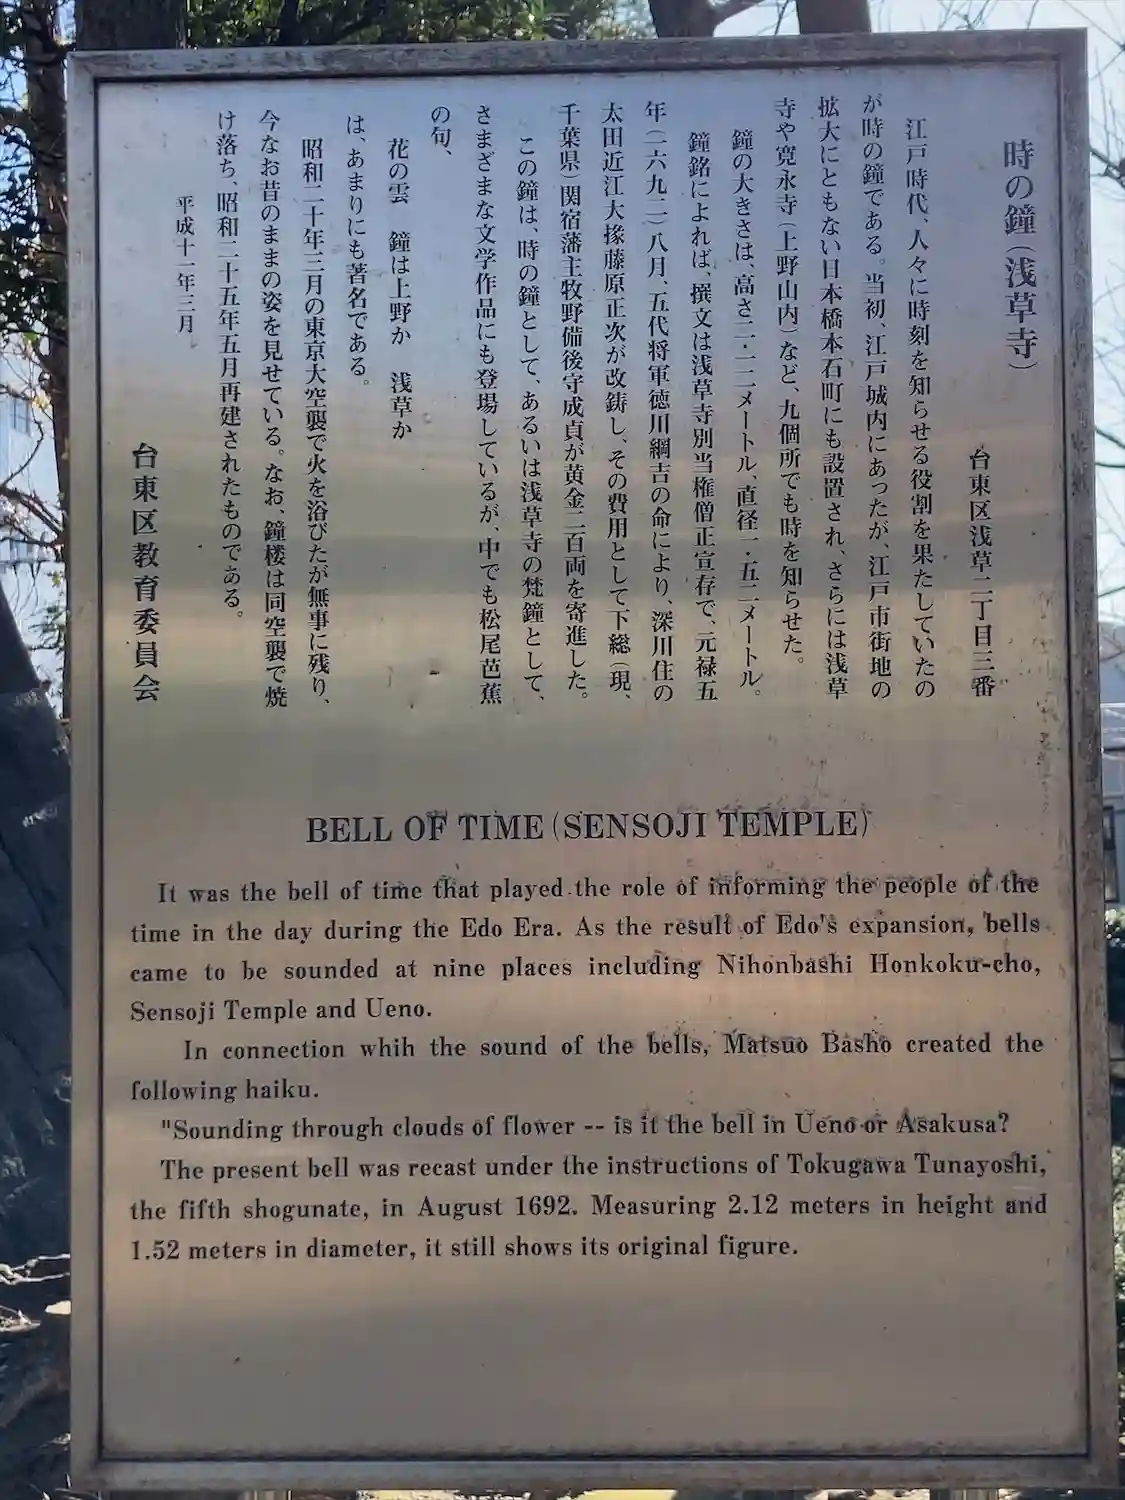 時の鐘(浅草寺)
台東区浅草二丁目三番
江戸時代、人々に時刻を知らせる役割を果たしていたの
が時の鐘である。当初、江戸城内にあったが、江戸市街地の
拡大にともない日本橋本石町にも設置され、さらには浅草
寺や寛永寺(上野山内)など、九個所でも時を知らせた。
鐘の大きさは、高さ二・一二メートル、直径一・五二メートル。
鐘銘によれば、撰文は浅草寺別当権僧正宣存で、元禄五
年(一六九二)八月、五代将軍徳川綱吉の命により、深川住の
太田近江大掾藤原正次が改鋳し、その費用として下総(現、
千葉県)関宿藩主牧野備後守成貞が黄金二百両を寄進した。
この鐘は、時の鐘として、あるいは浅草寺の梵鐘として、
さまざまな文学作品にも登場しているが、中でも松尾芭蕉
の句、
花の雲 鐘は上野か 浅草か
は、あまりにも著名である。
昭和二十年三月の東京大空襲で火を浴びたが無事に残り、
今なお昔のままの姿を見せている。なお、鐘楼は同空襲で焼
け落ち、昭和二十五年五月再建されたものである。
平成十一年三月
台東区教育委員会
BELL OF TIME (SENSOJI TEMPLE)
It was the bell of time that played the role of informing the people of the
time in the day during the Edo Era. As the result of Edo's expansion, bells
came to be sounded at nine places including Nihonbashi Honkoku-cho,
Sensoji Temple and Ueno.
In connection whih the sound of the bells, Matsuo Basho created the
following haiku.
"Sounding through clouds of flower -- is it the bell in Ueno or Asakusa?
The present bell was recast under the instructions of Tokugawa Tunayoshi,
the fifth shogunate, in August 1692. Measuring 2.12 meters in height and
1.52 meters in diameter, it still shows its original figure.